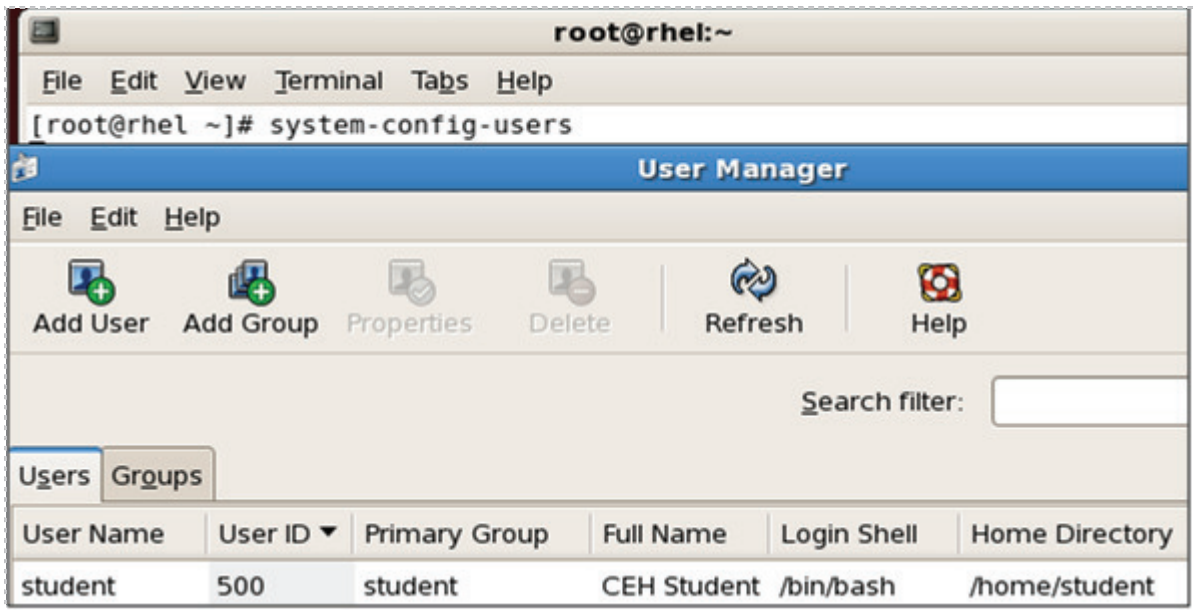 root@rhel:~
File Edit View Terminal Tabs Help
[root@rhel ~]# system-config-users
User Manager
File Edit Help
Add User Add Group Properties Delete Refresh Help
Search filter:
Users Groups
User Name User ID Primary Group Full Name Login Shell Home Directory
student 500 student CEH Student /bin/bash /home/student